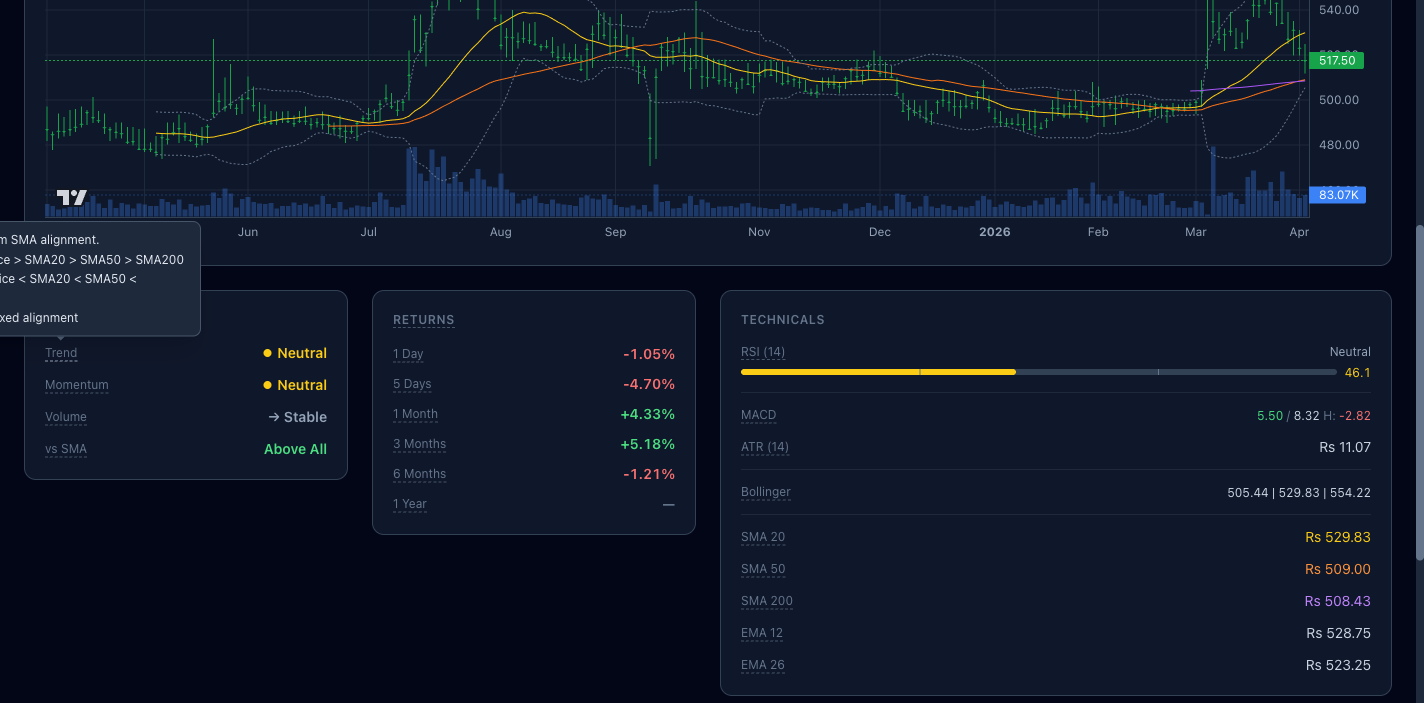 540.00
517.50
500.00
480.00
83.07K
Jun Jul Aug Sep Nov Dec 2026 Feb Mar Apr
SMA alignment.
> SMA20 > SMA50 > SMA200
< SMA20 < SMA50 <
alignment
Trend ● Neutral
Momentum ● Neutral
Volume → Stable
vs SMA Above All
RETURNS
1 Day -1.05%
5 Days -4.70%
1 Month +4.33%
3 Months +5.18%
6 Months -1.21%
1 Year —
TECHNICALS
RSI (14) Neutral
46.1
MACD 5.50 / 8.32 H: -2.82
ATR (14) Rs 11.07
Bollinger 505.44 | 529.83 | 554.22
SMA 20 Rs 529.83
SMA 50 Rs 509.00
SMA 200 Rs 508.43
EMA 12 Rs 528.75
EMA 26 Rs 523.25